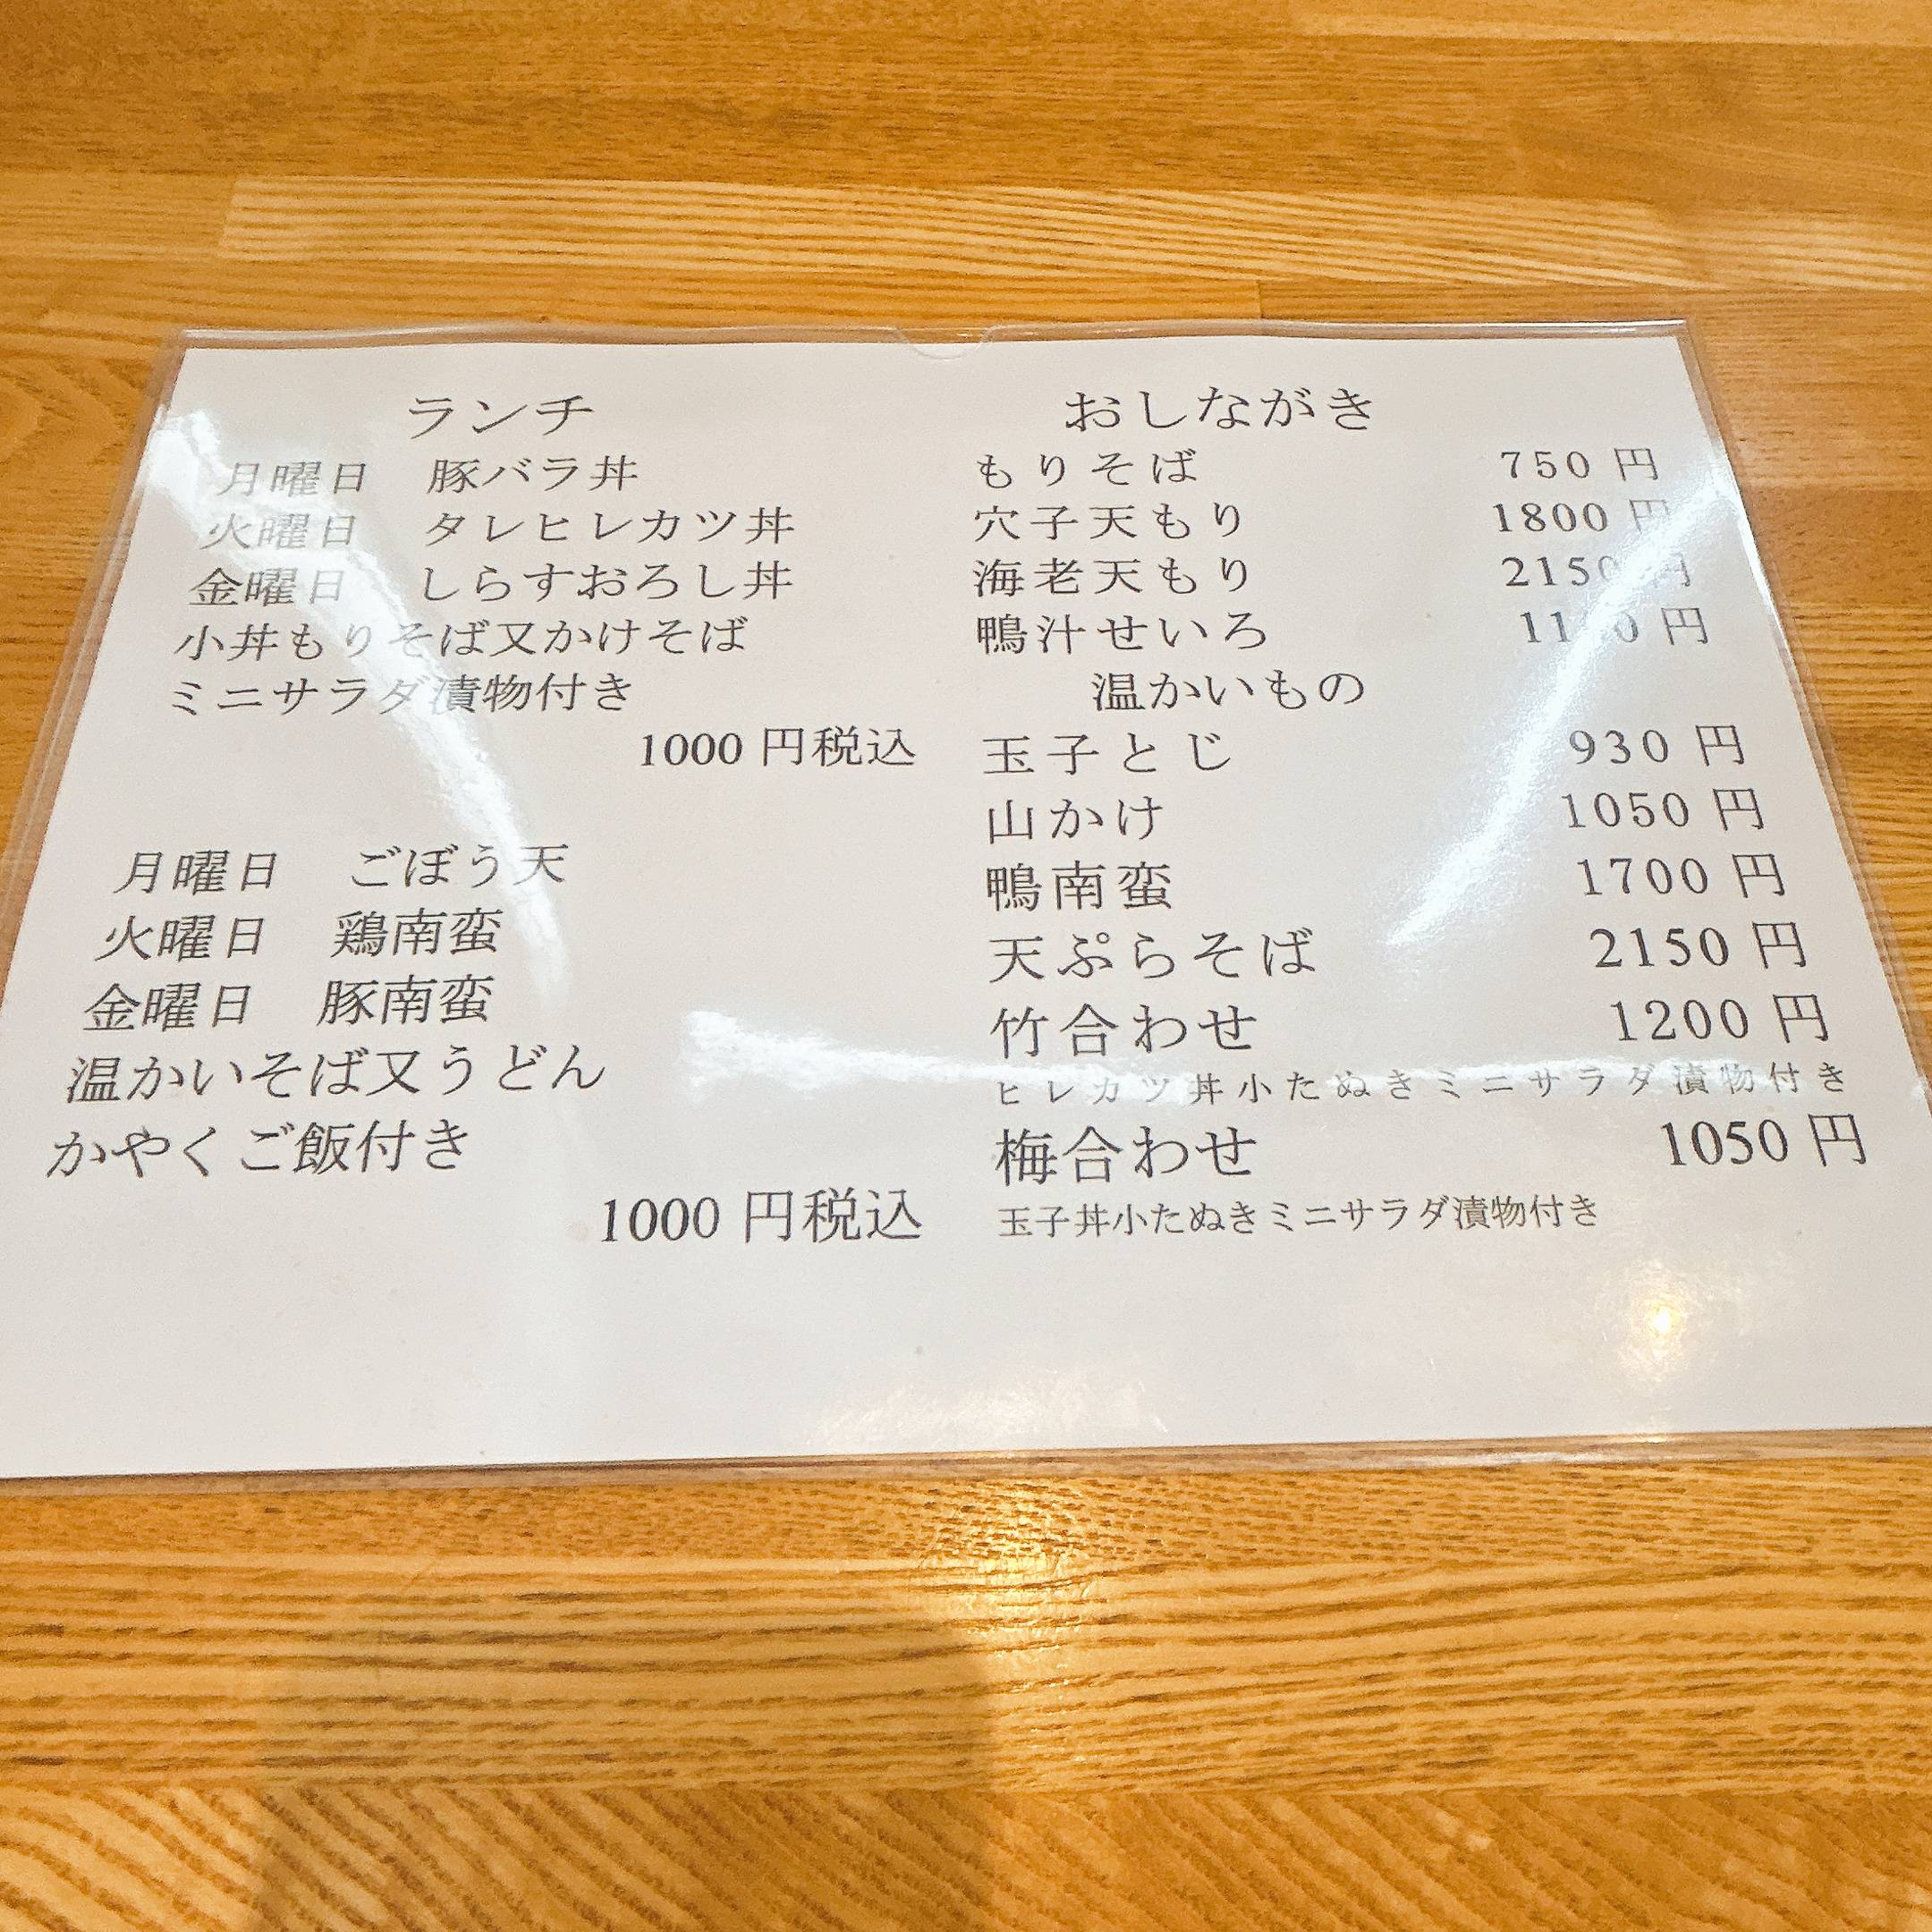 ランチ
月曜日　豚バラ丼
火曜日　タレヒレカツ丼
金曜日　しらすおろし丼
小丼もりそば又かけそば
ミニサラダ漬物付き
1000 円税込
月曜日　ごぼう天
火曜日　鶏南蛮
金曜日　豚南蛮
温かいそば又うどん
かやくご飯付き
1000 円税込
おしながき
もりそば　750 円
穴子天もり　1800 円
海老天もり　2150 円
鴨汁せいろ　円
温かいもの
玉子とじ　930 円
山かけ　1050 円
鴨南蛮　1700 円
天ぷらそば　2150 円
竹合わせ　1200 円
ヒレカツ丼小たぬきミニサラダ漬物付き
梅合わせ　1050 円
玉子丼小たぬきミニサラダ漬物付き